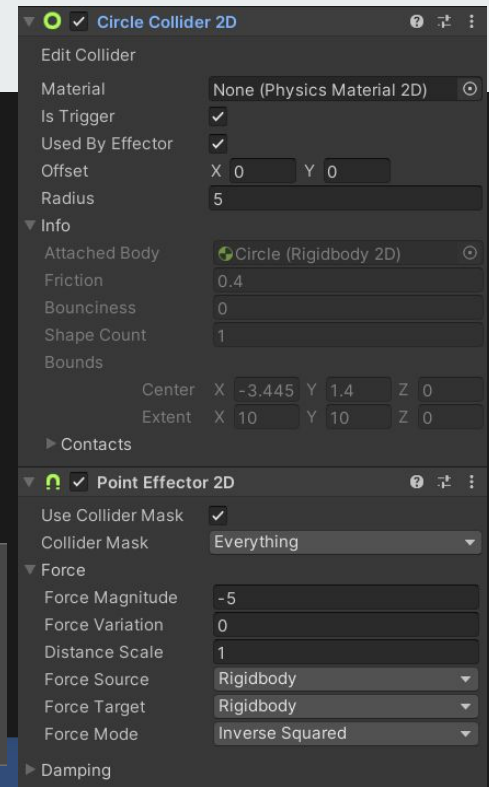 Circle Collider 2D
Edit Collider
Material None (Physics Material 2D)
Is Trigger
Used By Effector
Offset X 0 Y 0
Radius 5
Info
Attached Body Circle (Rigidbody 2D)
Friction 0.4
Bounciness 0
Shape Count 1
Bounds
Center X -3.445 Y 1.4 Z 0
Extent X 10 Y 10 Z 0
Contacts
Point Effector 2D
Use Collider Mask
Collider Mask Everything
Force
Force Magnitude -5
Force Variation 0
Distance Scale 1
Force Source Rigidbody
Force Target Rigidbody
Force Mode Inverse Squared
Damping